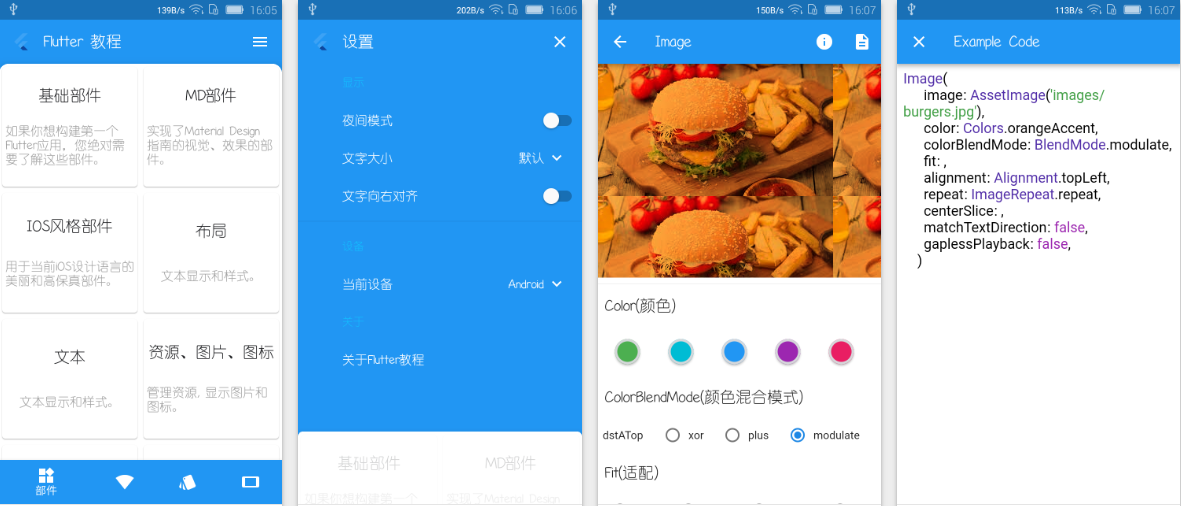 139B/s 16:05
Flutter 教程
基础部件
如果你想构建第一个
Flutter应用，您绝对需
要了解这些部件。
MD部件
实现了Material Design
指南的视觉、效果的部
件。
IOS风格部件
用于当前iOS设计语言的
美丽和高保真部件。
布局
文本显示和样式。
文本
文本显示和样式。
资源、图片、图标
管理资源, 显示图片和
图标。
部件
202B/s 16:06
设置
显示
夜间模式
文字大小 默认
文字向右对齐
设备
当前设备 Android
关于
关于Flutter教程
基础部件
MD部件
如果你想构建第一个
实现了Material Design
150B/s 16:07
Image
Color(颜色)
ColorBlendMode(颜色混合模式)
dstATop xor plus modulate
Fit(适配)
113B/s 16:07
Example Code
Image(
image: AssetImage('images/
burgers.jpg'),
color: Colors.orangeAccent,
colorBlendMode: BlendMode.modulate,
fit: ,
alignment: Alignment.topLeft,
repeat: ImageRepeat.repeat,
centerSlice: ,
matchTextDirection: false,
gaplessPlayback: false,
)